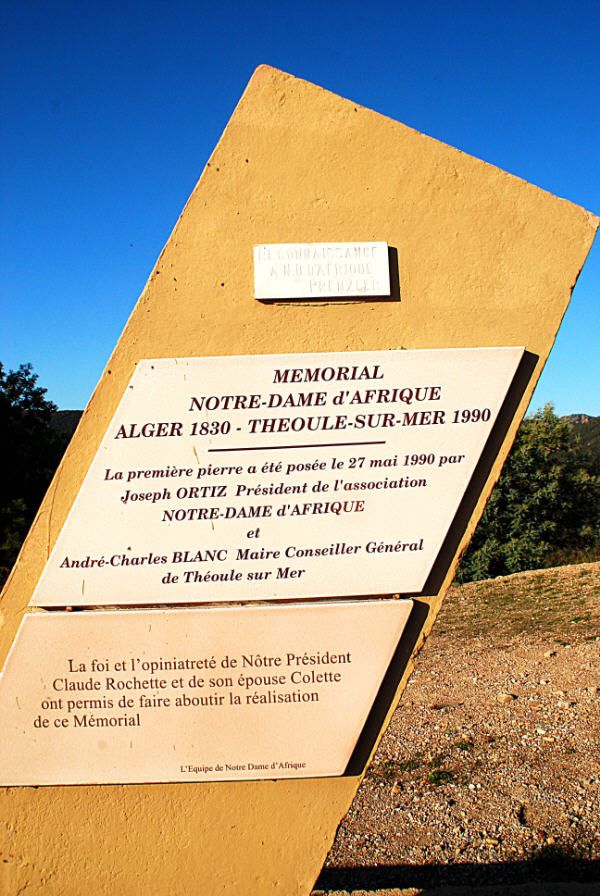 RECONNAISSANCE
A N.D.D'AFRIQUE
PRENZLER
MEMORIAL
NOTRE-DAME d'AFRIQUE
ALGER 1830 - THEOULE-SUR-MER 1990
La première pierre a été posée le 27 mai 1990 par
Joseph ORTIZ Président de l'association
NOTRE-DAME d'AFRIQUE
et
André-Charles BLANC Maire Conseiller Général
de Théoule sur Mer
La foi et l'opiniatreté de Nôtre Président
Claude Rochette et de son épouse Colette
ont permis de faire aboutir la réalisation
de ce Mémorial
L'Equipe de Notre Dame d'Afrique